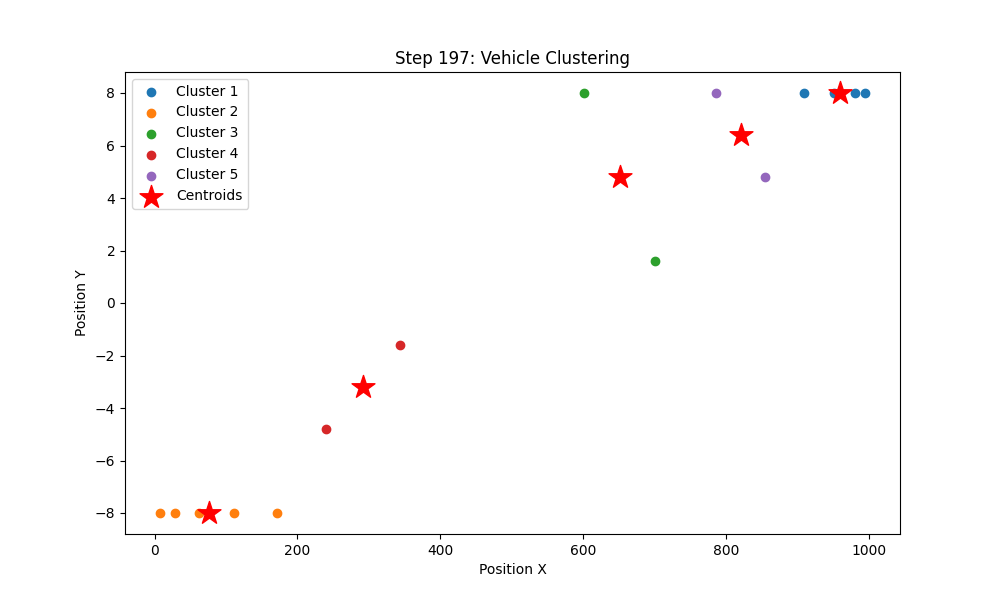 Step 197: Vehicle Clustering
Cluster 1
Cluster 2
Cluster 3
Cluster 4
Cluster 5
Centroids
Position Y
8
6
4
2
0
−2
−4
−6
−8
0
200
400
600
800
1000
Position X